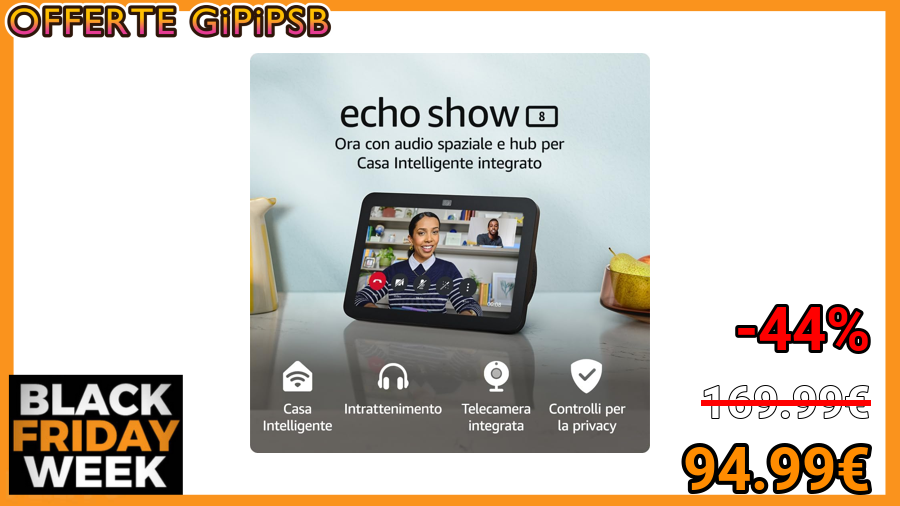 OFFERTE GiPiPSB
echo show 8
Ora con audio spaziale e hub per
Casa Intelligente integrato
Casa
Intelligente
Intrattenimento
Telecamera
integrata
Controlli per
la privacy
BLACK
FRIDAY
WEEK
-44%
169.99€
94.99€